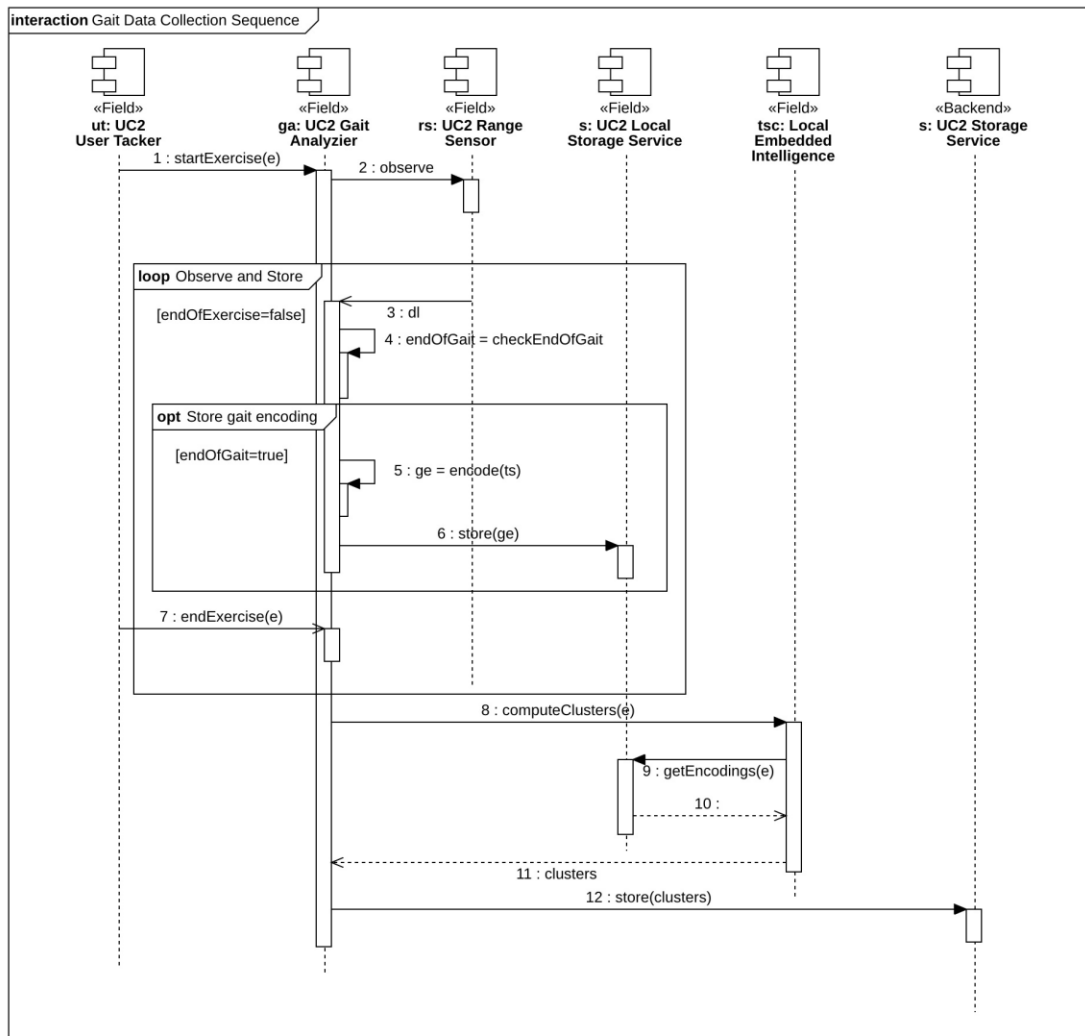 interaction Gait Data Collection Sequence
«Field»
ut: UC2
User Tacker
«Field»
ga: UC2 Gait
Analyzier
«Field»
rs: UC2 Range
Sensor
«Field»
s: UC2 Local
Storage Service
«Field»
tsc: Local
Embedded
Intelligence
«Backend»
s: UC2 Storage
Service
1 : startExercise(e)
2 : observe
loop Observe and Store
[endOfExercise=false]
3 : dl
4 : endOfGait = checkEndOfGait
opt Store gait encoding
[endOfGait=true]
5 : ge = encode(ts)
6 : store(ge)
7 : endExercise(e)
8 : computeClusters(e)
9 : getEncodings(e)
10 :
11 : clusters
12 : store(clusters)